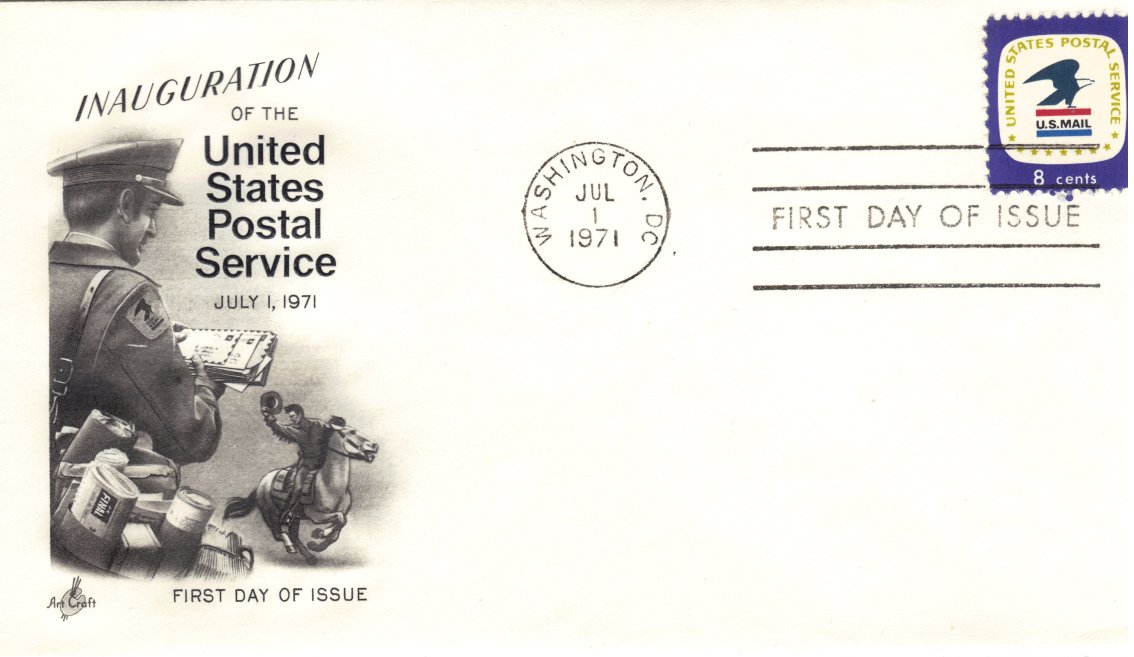 INAUGURATION
OF THE
United
States
Postal
Service
JULY 1, 1971
FIRST DAY OF ISSUE
Art Craft
WASHINGTON, DC
JUL
1
1971
UNITED STATES POSTAL SERVICE
U.S.MAIL
8 cents
FIRST DAY OF ISSUE